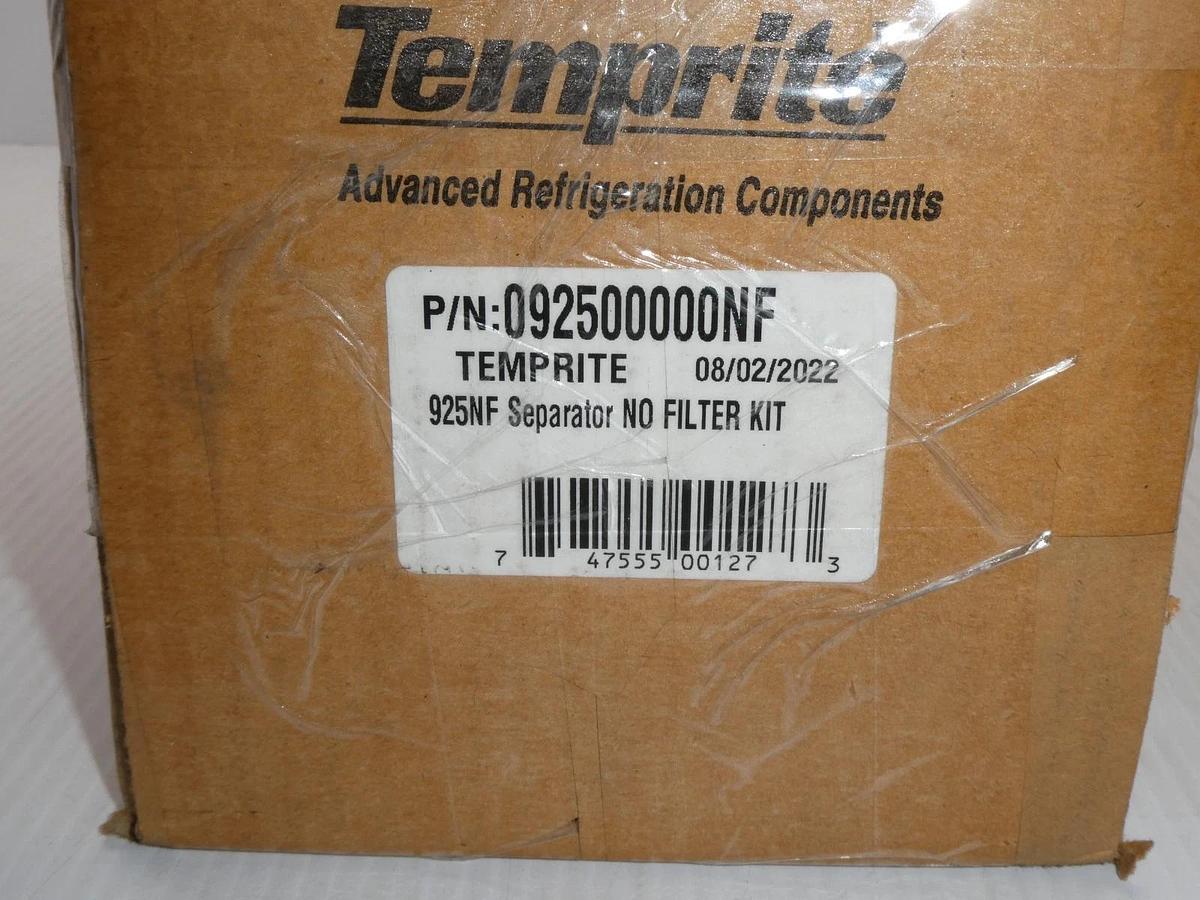 Temprite
Advanced Refrigeration Components
P/N:092500000NF
TEMPRITE 08/02/2022
925NF Separator NO FILTER KIT
7 47555 00127 3